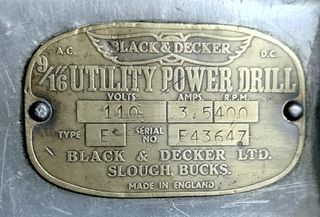 A.C. BLACK & DECKER D.C.
9/16 UTILITY POWER DRILL
VOLTS. AMPS. R.P.M.
110 3.5 400
TYPE E SERIAL NO. E43647
BLACK & DECKER LTD.
SLOUGH, BUCKS.
MADE IN ENGLAND